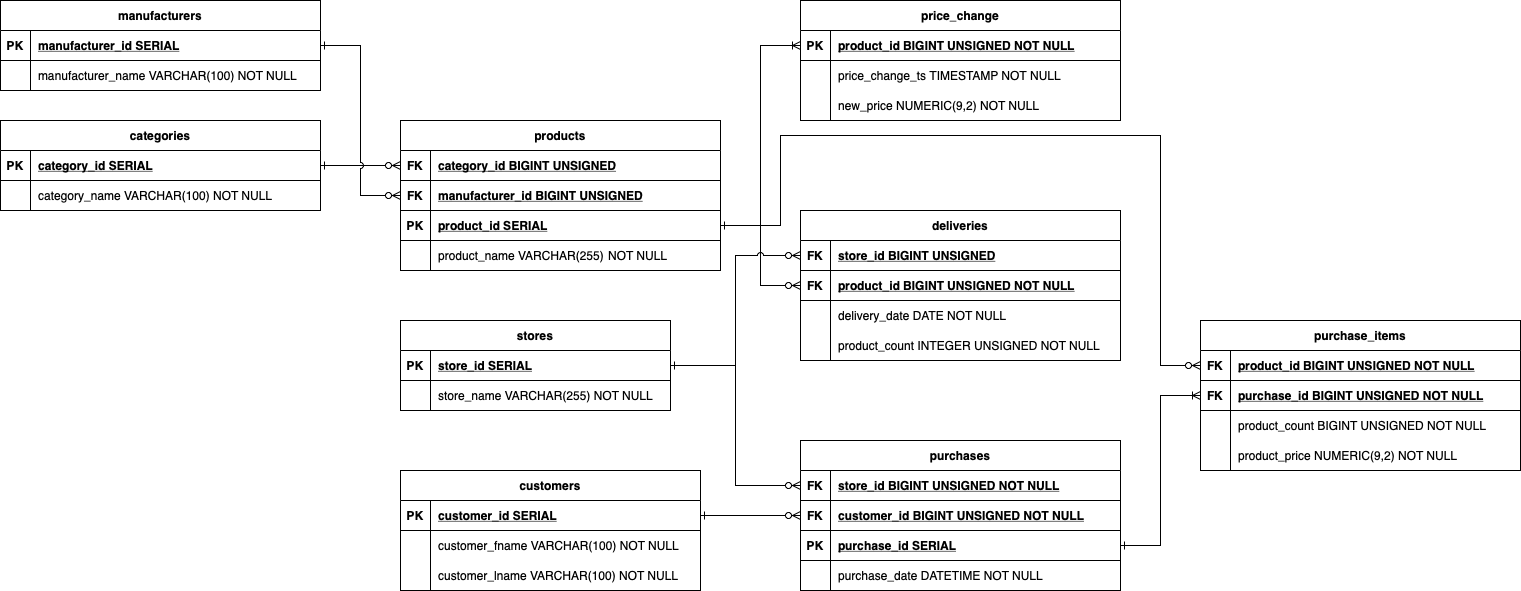 manufacturers
PK manufacturer_id SERIAL
manufacturer_name VARCHAR(100) NOT NULL
categories
PK category_id SERIAL
category_name VARCHAR(100) NOT NULL
products
FK category_id BIGINT UNSIGNED
FK manufacturer_id BIGINT UNSIGNED
PK product_id SERIAL
product_name VARCHAR(255) NOT NULL
stores
PK store_id SERIAL
store_name VARCHAR(255) NOT NULL
customers
PK customer_id SERIAL
customer_fname VARCHAR(100) NOT NULL
customer_lname VARCHAR(100) NOT NULL
price_change
PK product_id BIGINT UNSIGNED NOT NULL
price_change_ts TIMESTAMP NOT NULL
new_price NUMERIC(9,2) NOT NULL
deliveries
FK store_id BIGINT UNSIGNED
FK product_id BIGINT UNSIGNED NOT NULL
delivery_date DATE NOT NULL
product_count INTEGER UNSIGNED NOT NULL
purchases
FK store_id BIGINT UNSIGNED NOT NULL
FK customer_id BIGINT UNSIGNED NOT NULL
PK purchase_id SERIAL
purchase_date DATETIME NOT NULL
purchase_items
FK product_id BIGINT UNSIGNED NOT NULL
FK purchase_id BIGINT UNSIGNED NOT NULL
product_count BIGINT UNSIGNED NOT NULL
product_price NUMERIC(9,2) NOT NULL